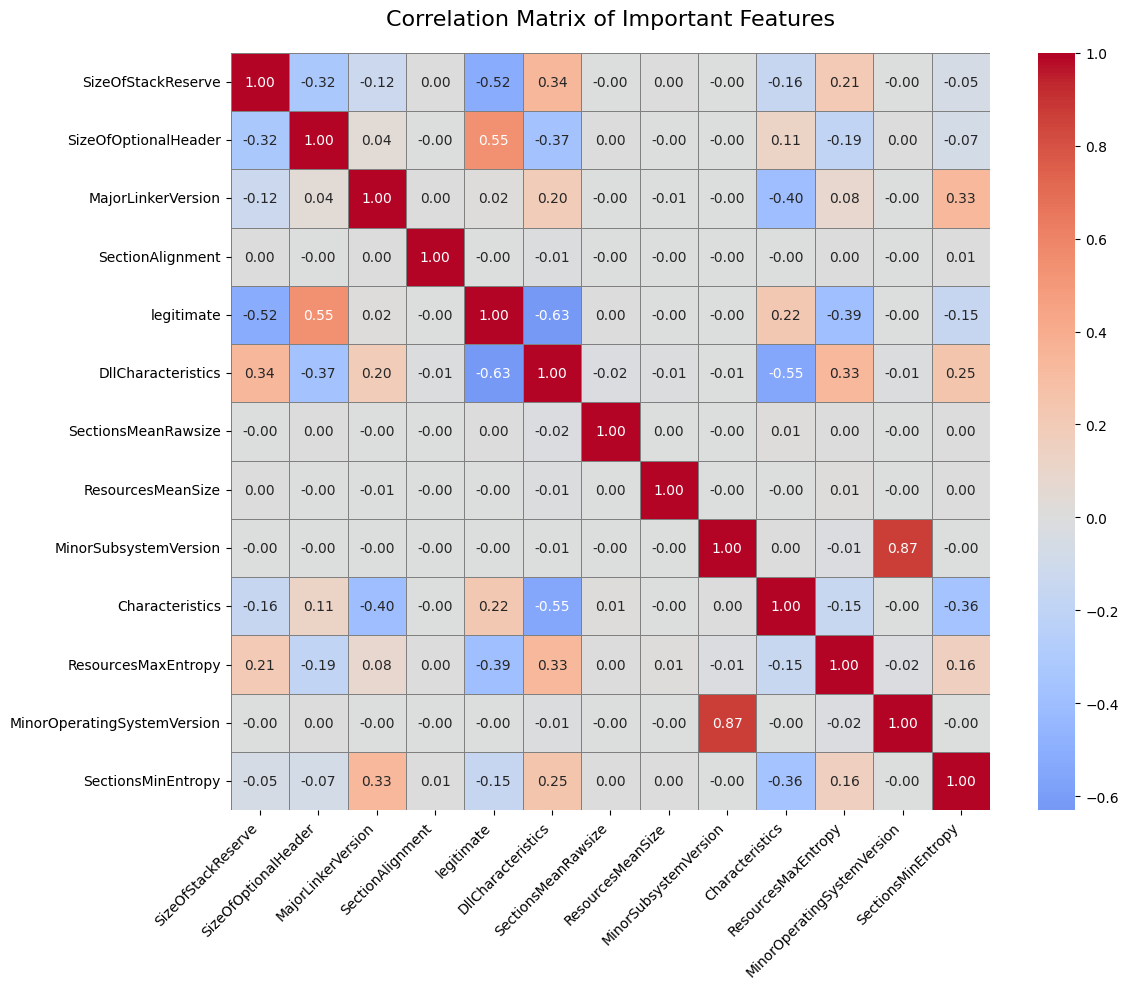 Correlation Matrix of Important Features
SizeOfStackReserve 1.00 -0.32 -0.12 0.00 -0.52 0.34 -0.00 0.00 -0.00 -0.16 0.21 -0.00 -0.05
SizeOfOptionalHeader -0.32 1.00 0.04 -0.00 0.55 -0.37 0.00 -0.00 -0.00 0.11 -0.19 0.00 -0.07
MajorLinkerVersion -0.12 0.04 1.00 0.00 0.02 0.20 -0.00 -0.01 -0.00 -0.40 0.08 -0.00 0.33
SectionAlignment 0.00 -0.00 0.00 1.00 -0.00 -0.01 -0.00 -0.00 -0.00 -0.00 0.00 -0.00 0.01
legitimate -0.52 0.55 0.02 -0.00 1.00 -0.63 0.00 -0.00 -0.00 0.22 -0.39 -0.00 -0.15
DllCharacteristics 0.34 -0.37 0.20 -0.01 -0.63 1.00 -0.02 -0.01 -0.01 -0.55 0.33 -0.01 0.25
SectionsMeanRawsize -0.00 0.00 -0.00 -0.00 0.00 -0.02 1.00 0.00 -0.00 0.01 0.00 -0.00 0.00
ResourcesMeanSize 0.00 -0.00 -0.01 -0.00 -0.00 -0.01 0.00 1.00 -0.00 -0.00 0.01 -0.00 0.00
MinorSubsystemVersion -0.00 -0.00 -0.00 -0.00 -0.00 -0.01 -0.00 -0.00 1.00 0.00 -0.01 0.87 -0.00
Characteristics -0.16 0.11 -0.40 -0.00 0.22 -0.55 0.01 -0.00 0.00 1.00 -0.15 -0.00 -0.36
ResourcesMaxEntropy 0.21 -0.19 0.08 0.00 -0.39 0.33 0.00 0.01 -0.01 -0.15 1.00 -0.02 0.16
MinorOperatingSystemVersion -0.00 0.00 -0.00 -0.00 -0.00 -0.01 -0.00 -0.00 0.87 -0.00 -0.02 1.00 -0.00
SectionsMinEntropy -0.05 -0.07 0.33 0.01 -0.15 0.25 0.00 0.00 -0.00 -0.36 0.16 -0.00 1.00
SizeOfStackReserve
SizeOfOptionalHeader
MajorLinkerVersion
SectionAlignment
legitimate
DllCharacteristics
SectionsMeanRawsize
ResourcesMeanSize
MinorSubsystemVersion
Characteristics
ResourcesMaxEntropy
MinorOperatingSystemVersion
SectionsMinEntropy
1.0
0.8
0.6
0.4
0.2
0.0
−0.2
−0.4
−0.6